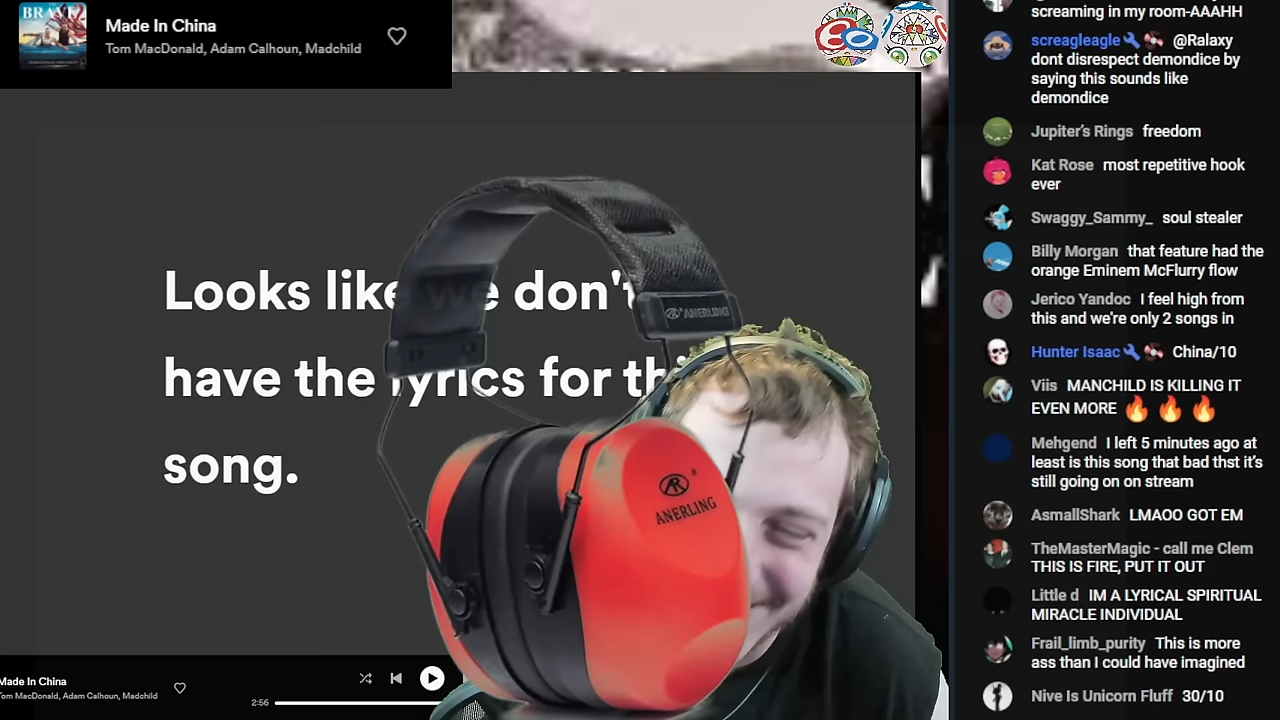 BRAVE
Made In China
Tom MacDonald, Adam Calhoun, Madchild
Looks like we don't
have the lyrics for thi
song.
ANERLING
ANERLING
Made In China
Tom MacDonald, Adam Calhoun, Madchild
2:56
screaming in my room-AAAHH
screagleagle @Ralaxy
dont disrespect demondice by
saying this sounds like
demondice
Jupiter's Rings freedom
Kat Rose most repetitive hook
ever
Swaggy_Sammy_ soul stealer
Billy Morgan that feature had the
orange Eminem McFlurry flow
Jerico Yandoc I feel high from
this and we're only 2 songs in
Hunter Isaac China/10
Viis MANCHILD IS KILLING IT
EVEN MORE 🔥 🔥 🔥
Mehgend I left 5 minutes ago at
least is this song that bad thst it's
still going on on stream
AsmallShark LMAOO GOT EM
TheMasterMagic - call me Clem
THIS IS FIRE, PUT IT OUT
Little d IM A LYRICAL SPIRITUAL
MIRACLE INDIVIDUAL
Frail_limb_purity This is more
ass than I could have imagined
Nive Is Unicorn Fluff 30/10